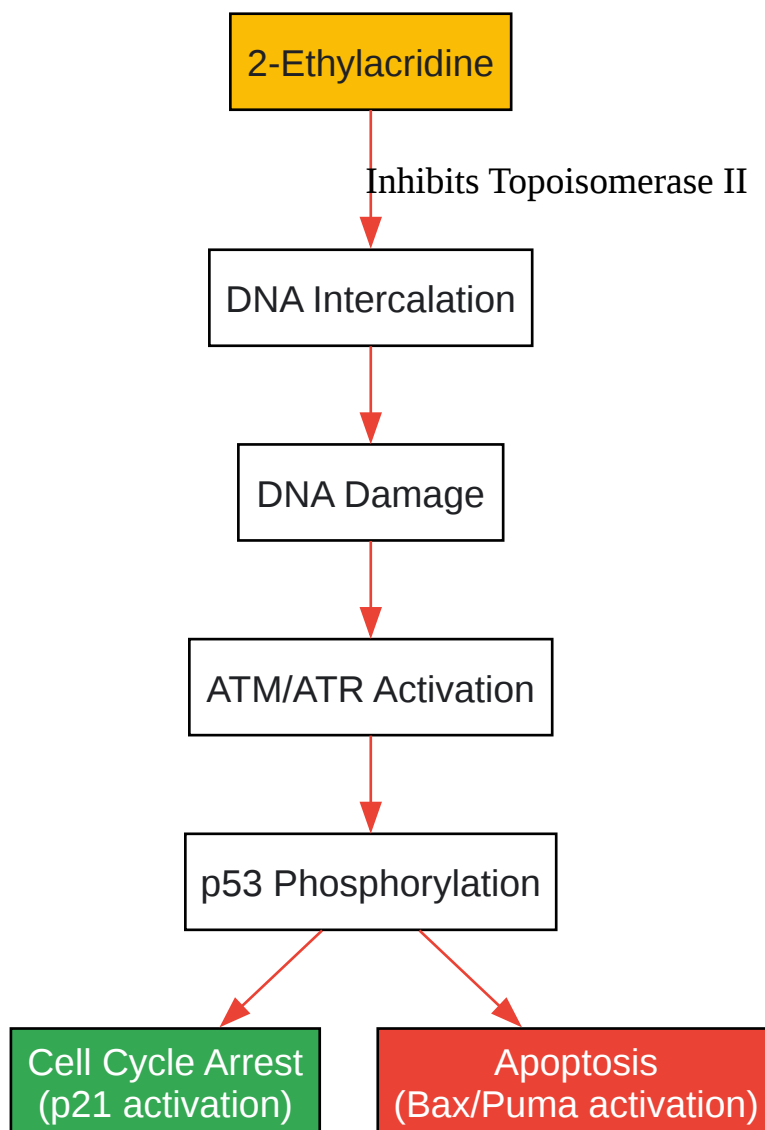 2-Ethylacridine
Inhibits Topoisomerase II
DNA Intercalation
DNA Damage
ATM/ATR Activation
p53 Phosphorylation
Cell Cycle Arrest
(p21 activation)
Apoptosis
(Bax/Puma activation)